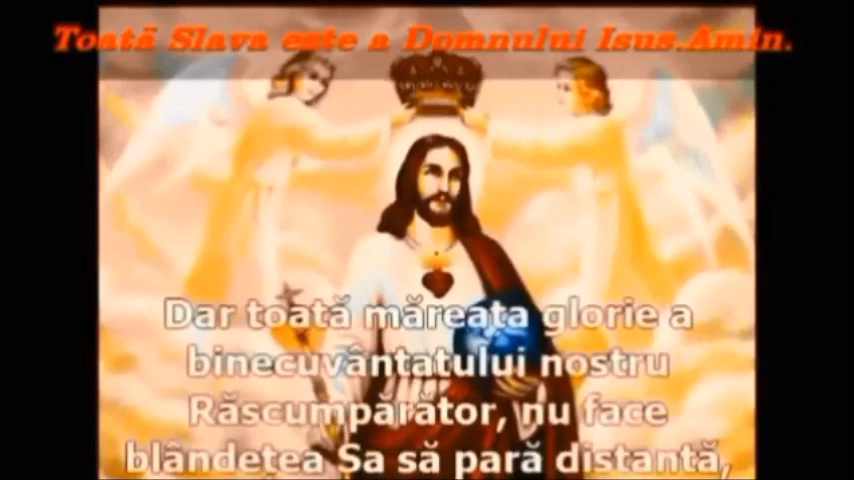 Toată Slava este a Domnului Isus.Amin.
Dar toată măreata glorie a
binecuvântatului nostru
Răscumpărător, nu face
blândetea Sa să pară distantă,